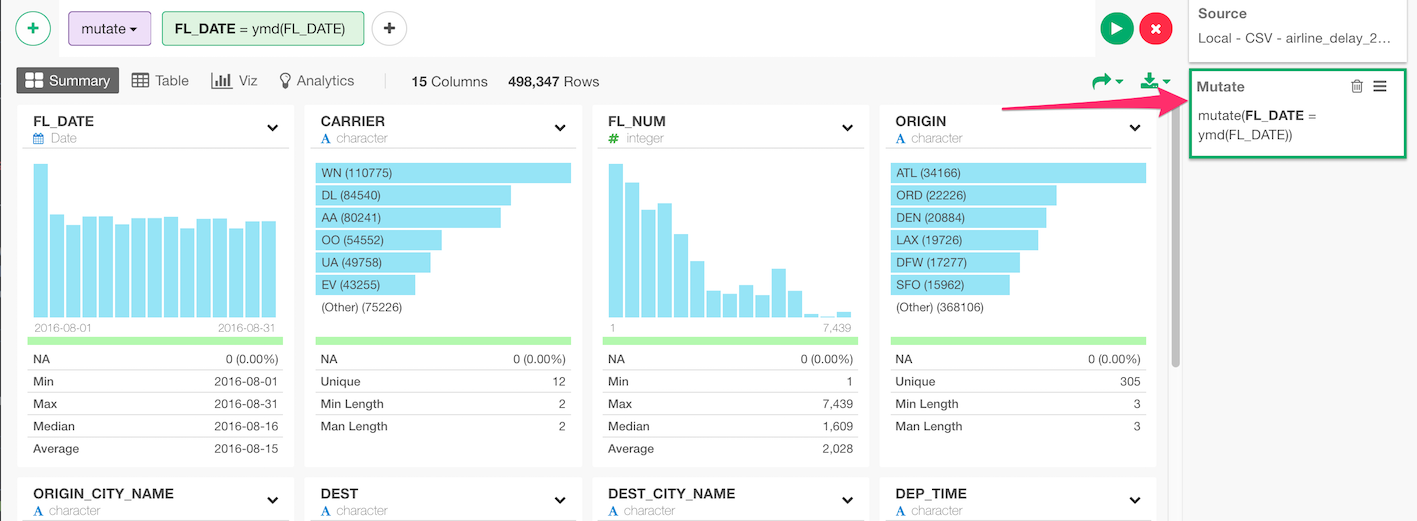 mutate
FL_DATE = ymd(FL_DATE)
Summary
Table
Viz
Analytics
15 Columns
498,347 Rows
FL_DATE
Date
2016-08-01
2016-08-31
NA
0 (0.00%)
Min
2016-08-01
Max
2016-08-31
Median
2016-08-16
Average
2016-08-15
CARRIER
A character
WN (110775)
DL (84540)
AA (80241)
OO (54552)
UA (49758)
EV (43255)
(Other) (75226)
NA
0 (0.00%)
Unique
12
Min Length
2
Man Length
2
FL_NUM
# integer
1
7,439
NA
0 (0.00%)
Min
1
Max
7,439
Median
1,609
Average
2,028
ORIGIN
A character
ATL (34166)
ORD (22226)
DEN (20884)
LAX (19726)
DFW (17277)
SFO (15962)
(Other) (368106)
NA
0 (0.00%)
Unique
305
Min Length
3
Man Length
3
ORIGIN_CITY_NAME
A character
DEST
A character
DEST_CITY_NAME
A character
DEP_TIME
A character
Source
Local - CSV - airline_delay_2...
Mutate
mutate(FL_DATE =
ymd(FL_DATE))